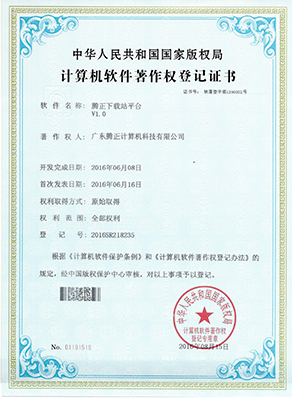 中华人民共和国国家版权局
计算机软件著作权登记证书
证书号：软著登字第1396852号
软件名称：腾正下载站平台
V1.0
著作权人：广东腾正计算机科技有限公司
开发完成日期：2016年06月08日
首次发表日期：2016年06月16日
权利取得方式：原始取得
权利范围：全部权利
登记号：2016SR218235
根据《计算机软件保护条例》和《计算机软件著作权登记办法》的
规定，经中国版权保护中心审核，对以上事项予以登记。
中华人民共和国国家版权局
计算机软件著作权
登记专用章
2016年08月15日
No. 01191510